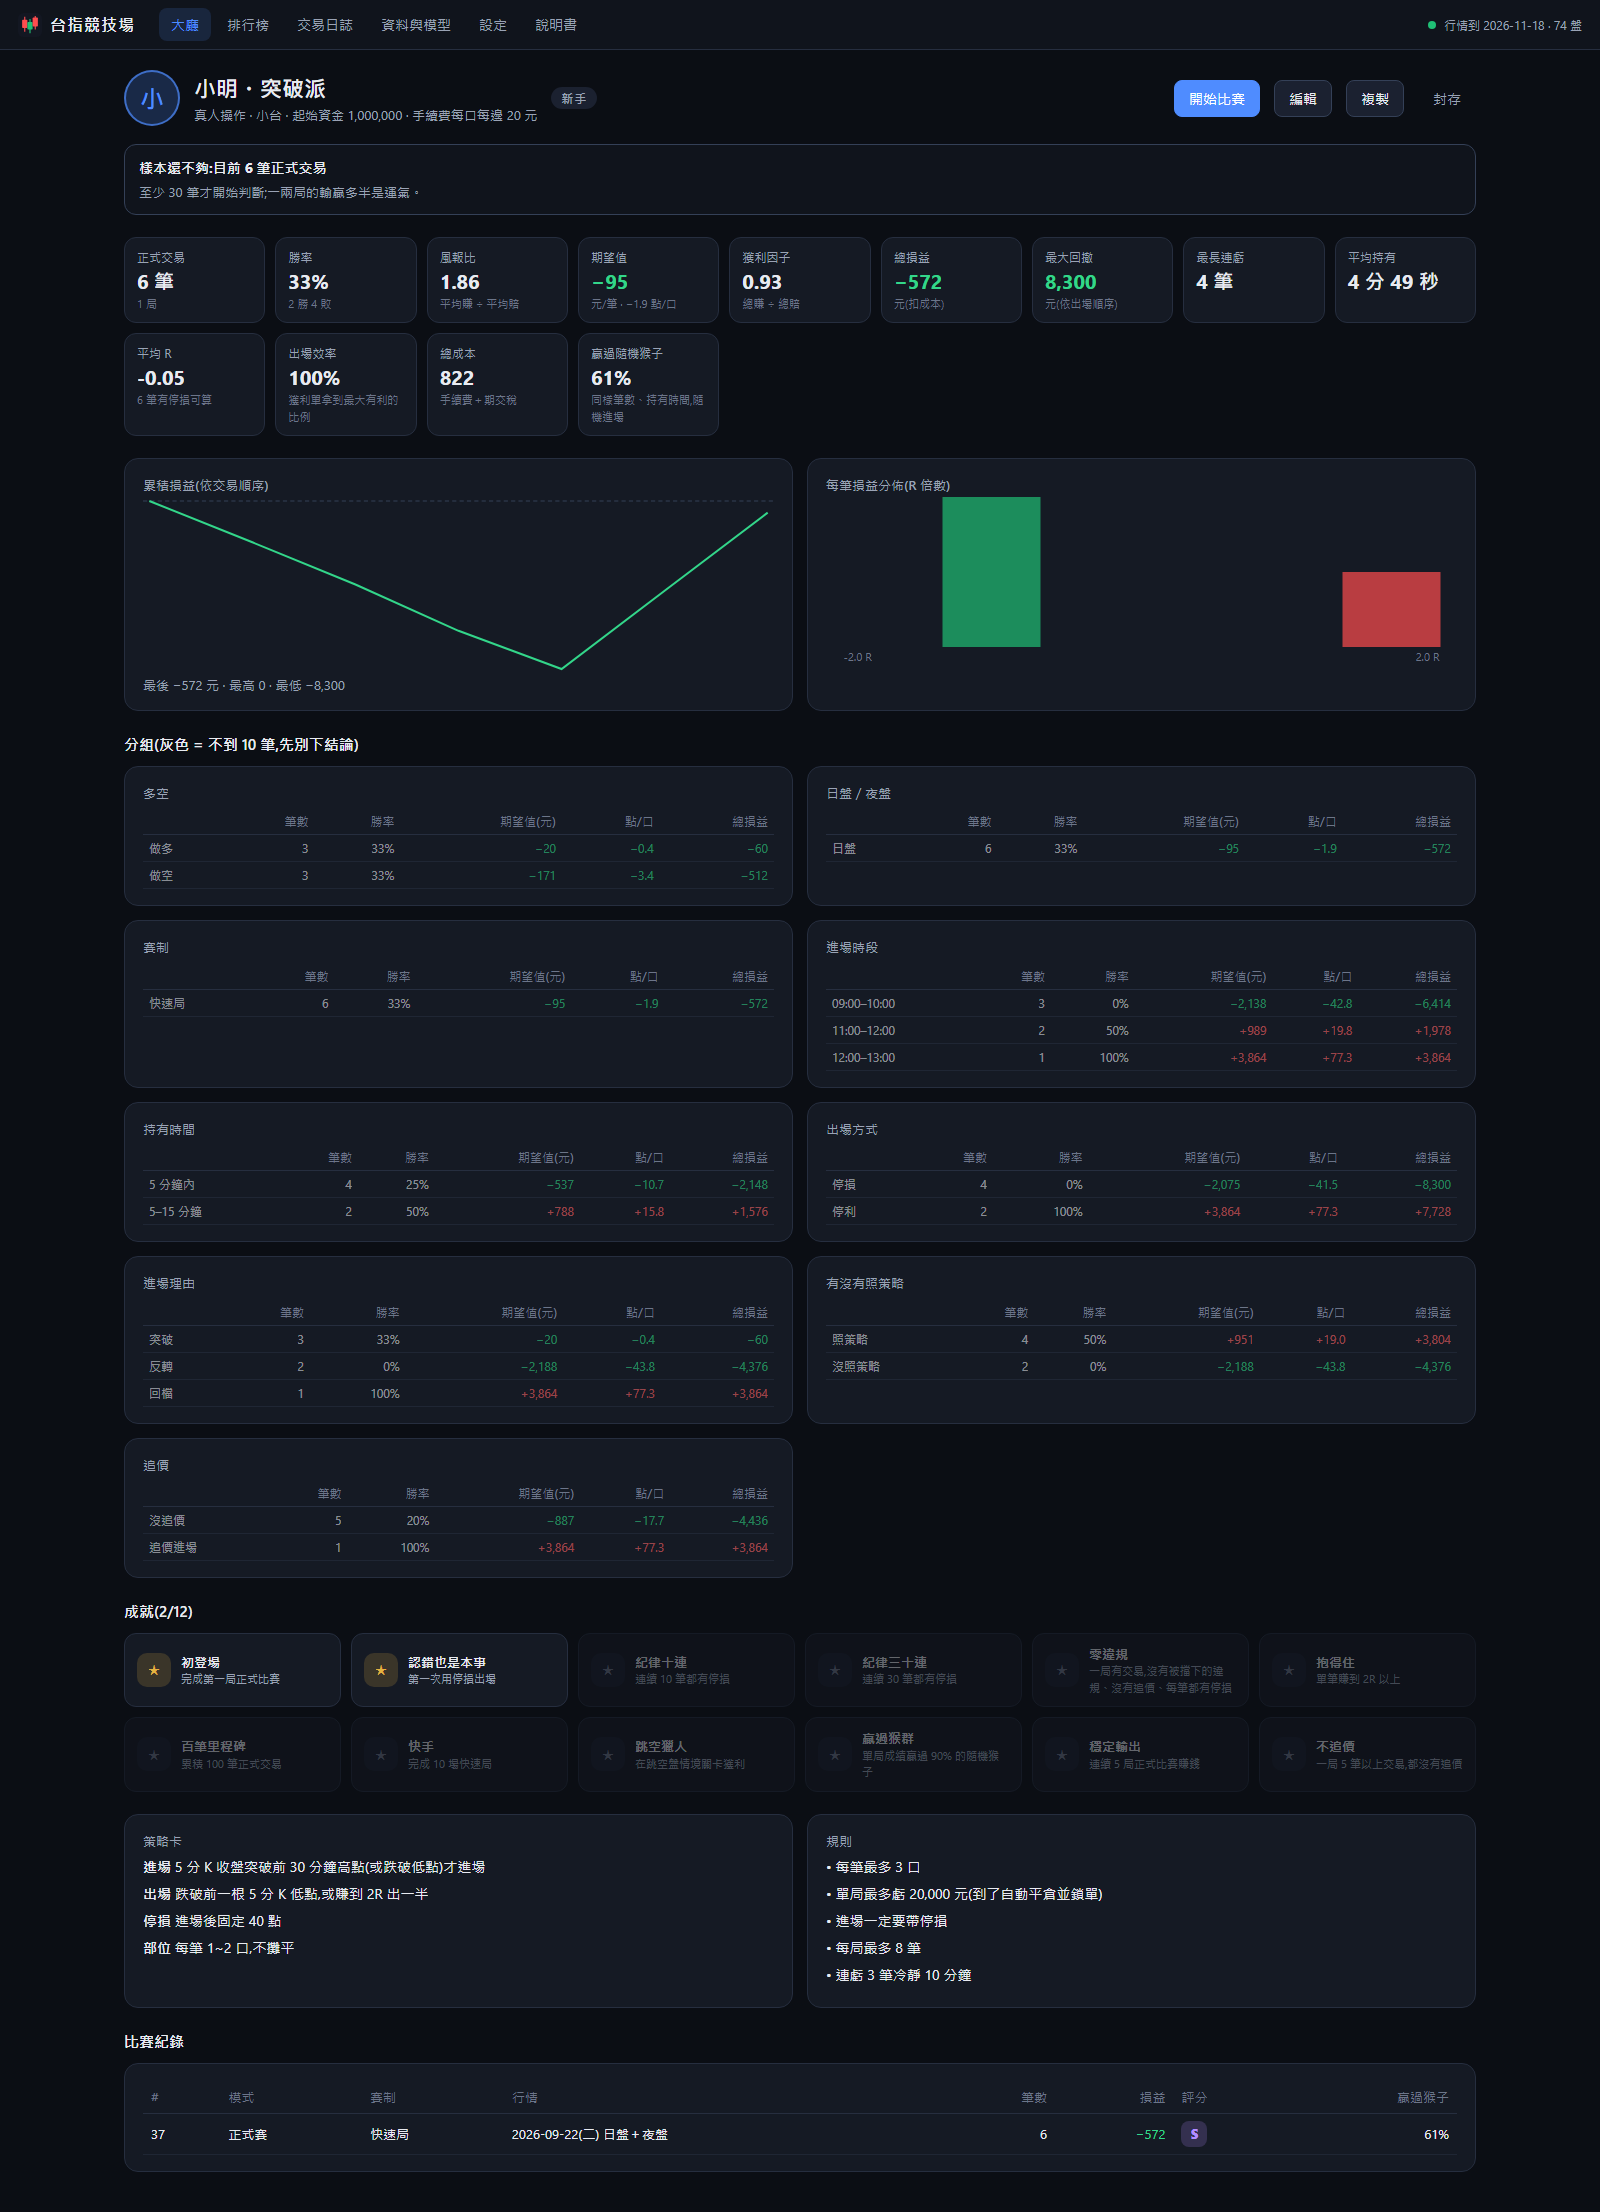 台指競技場 大廳 排行榜 交易日誌 資料與模型 設定 說明書 行情到 2026-11-18 · 74 盤
小
小明 · 突破派
真人操作 · 小台 · 起始資金 1,000,000 · 手續費每口每邊 20 元
新手
開始比賽 編輯 複製 封存
樣本還不夠:目前 6 筆正式交易
至少 30 筆才開始判斷;一兩局的輸贏多半是運氣。
正式交易
6 筆
1 局
勝率
33%
2 勝 4 敗
風報比
1.86
平均賺 ÷ 平均賠
期望值
−95
元/筆 · −1.9 點/口
獲利因子
0.93
總賺 ÷ 總賠
總損益
−572
元(扣成本)
最大回撤
8,300
元(依出場順序)
最長連虧
4 筆
平均持有
4 分 49 秒
平均 R
-0.05
6 筆有停損可算
出場效率
100%
獲利單拿到最大有利的
比例
總成本
822
手續費 + 期交稅
贏過隨機猴子
61%
同樣筆數、持有時間,隨
機進場
累積損益(依交易順序)
最後 −572 元 · 最高 0 · 最低 −8,300
每筆損益分佈(R 倍數)
-2.0 R 2.0 R
分組(灰色 = 不到 10 筆,先別下結論)
多空
筆數 勝率 期望值(元) 點/口 總損益
做多 3 33% −20 −0.4 −60
做空 3 33% −171 −3.4 −512
日盤 / 夜盤
筆數 勝率 期望值(元) 點/口 總損益
日盤 6 33% −95 −1.9 −572
賽制
筆數 勝率 期望值(元) 點/口 總損益
快速局 6 33% −95 −1.9 −572
進場時段
筆數 勝率 期望值(元) 點/口 總損益
09:00–10:00 3 0% −2,138 −42.8 −6,414
11:00–12:00 2 50% +989 +19.8 +1,978
12:00–13:00 1 100% +3,864 +77.3 +3,864
持有時間
筆數 勝率 期望值(元) 點/口 總損益
5 分鐘內 4 25% −537 −10.7 −2,148
5–15 分鐘 2 50% +788 +15.8 +1,576
出場方式
筆數 勝率 期望值(元) 點/口 總損益
停損 4 0% −2,075 −41.5 −8,300
停利 2 100% +3,864 +77.3 +7,728
進場理由
筆數 勝率 期望值(元) 點/口 總損益
突破 3 33% −20 −0.4 −60
反轉 2 0% −2,188 −43.8 −4,376
回檔 1 100% +3,864 +77.3 +3,864
有沒有照策略
筆數 勝率 期望值(元) 點/口 總損益
照策略 4 50% +951 +19.0 +3,804
沒照策略 2 0% −2,188 −43.8 −4,376
追價
筆數 勝率 期望值(元) 點/口 總損益
沒追價 5 20% −887 −17.7 −4,436
追價進場 1 100% +3,864 +77.3 +3,864
成就(2/12)
初登場
完成第一局正式比賽
認錯也是本事
第一次用停損出場
紀律十連
連續 10 筆都有停損
紀律三十連
連續 30 筆都有停損
零違規
一局有交易,沒有被擋下的違
規、沒有追價、每筆都有停損
抱得住
單筆賺到 2R 以上
百筆里程碑
累積 100 筆正式交易
快手
完成 10 場快速局
跳空獵人
在跳空盤情境關卡獲利
贏過猴群
單局成績贏過 90% 的隨機猴
子
穩定輸出
連續 5 局正式比賽賺錢
不追價
一局 5 筆以上交易,都沒有追價
策略卡
進場 5 分 K 收盤突破前 30 分鐘高點(或跌破低點)才進場
出場 跌破前一根 5 分 K 低點,或賺到 2R 出一半
停損 進場後固定 40 點
部位 每筆 1~2 口,不攤平
規則
• 每筆最多 3 口
• 單局最多虧 20,000 元(到了自動平倉並鎖單)
• 進場一定要帶停損
• 每局最多 8 筆
• 連虧 3 筆冷靜 10 分鐘
比賽紀錄
# 模式 賽制 行情 筆數 損益 評分 贏過猴子
37 正式賽 快速局 2026-09-22(二) 日盤 + 夜盤 6 −572 S 61%